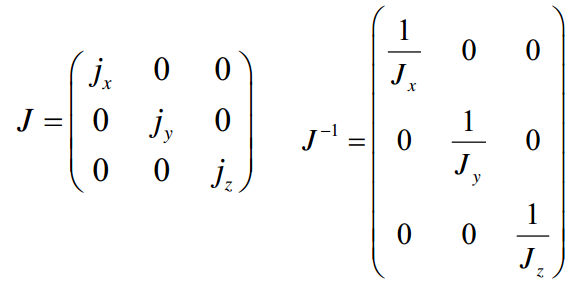 J = ( j_x 0 0 ; 0 j_y 0 ; 0 0 j_z )
J^{-1} = ( 1/J_x 0 0 ; 0 1/J_y 0 ; 0 0 1/J_z )